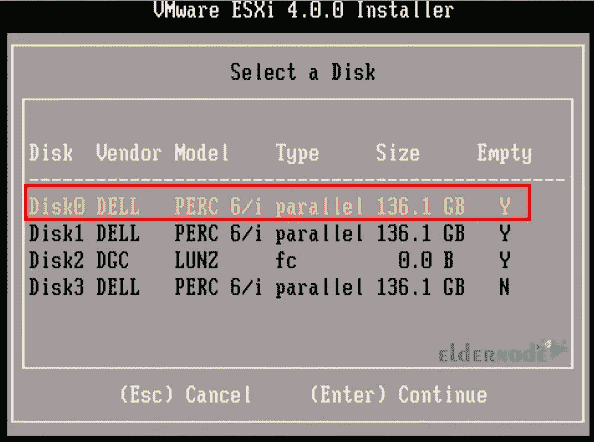 VMware ESXi 4.0.0 Installer
Select a Disk
Disk Vendor Model Type Size Empty
Disk0 DELL PERC 6/i parallel 136.1 GB Y
Disk1 DELL PERC 6/i parallel 136.1 GB Y
Disk2 DGC LUNZ fc 0.0 B Y
Disk3 DELL PERC 6/i parallel 136.1 GB N
ELDERNODE
(Esc) Cancel (Enter) Continue